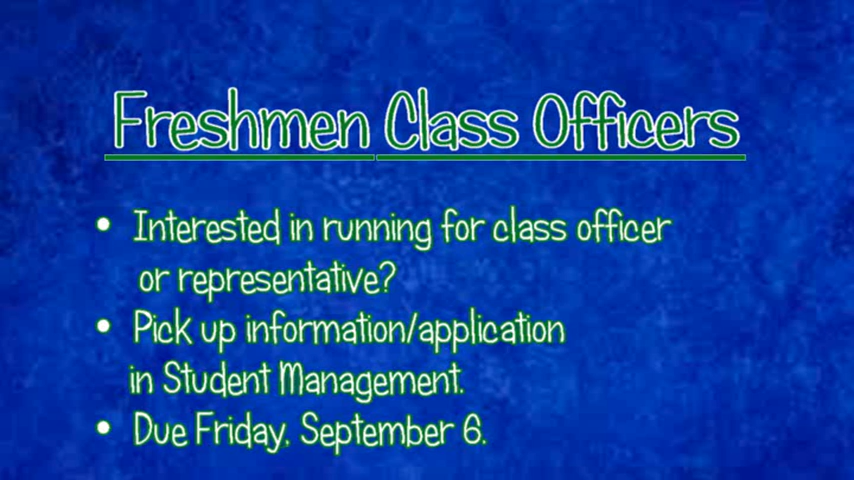 Freshmen Class Officers
• Interested in running for class officer
or representative?
• Pick up information/application
in Student Management.
• Due Friday, September 6.